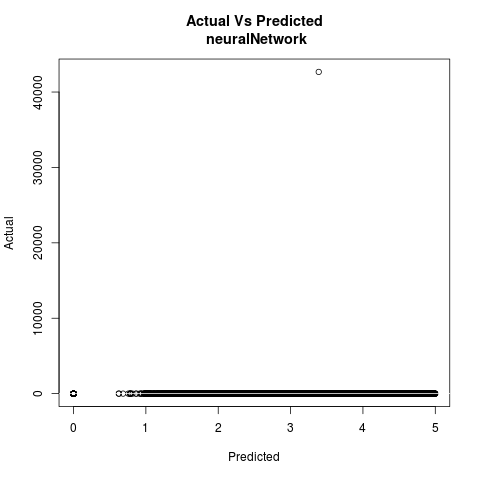 Actual Vs Predicted
neuralNetwork
40000
30000
20000
10000
0
Actual
0 1 2 3 4 5
Predicted